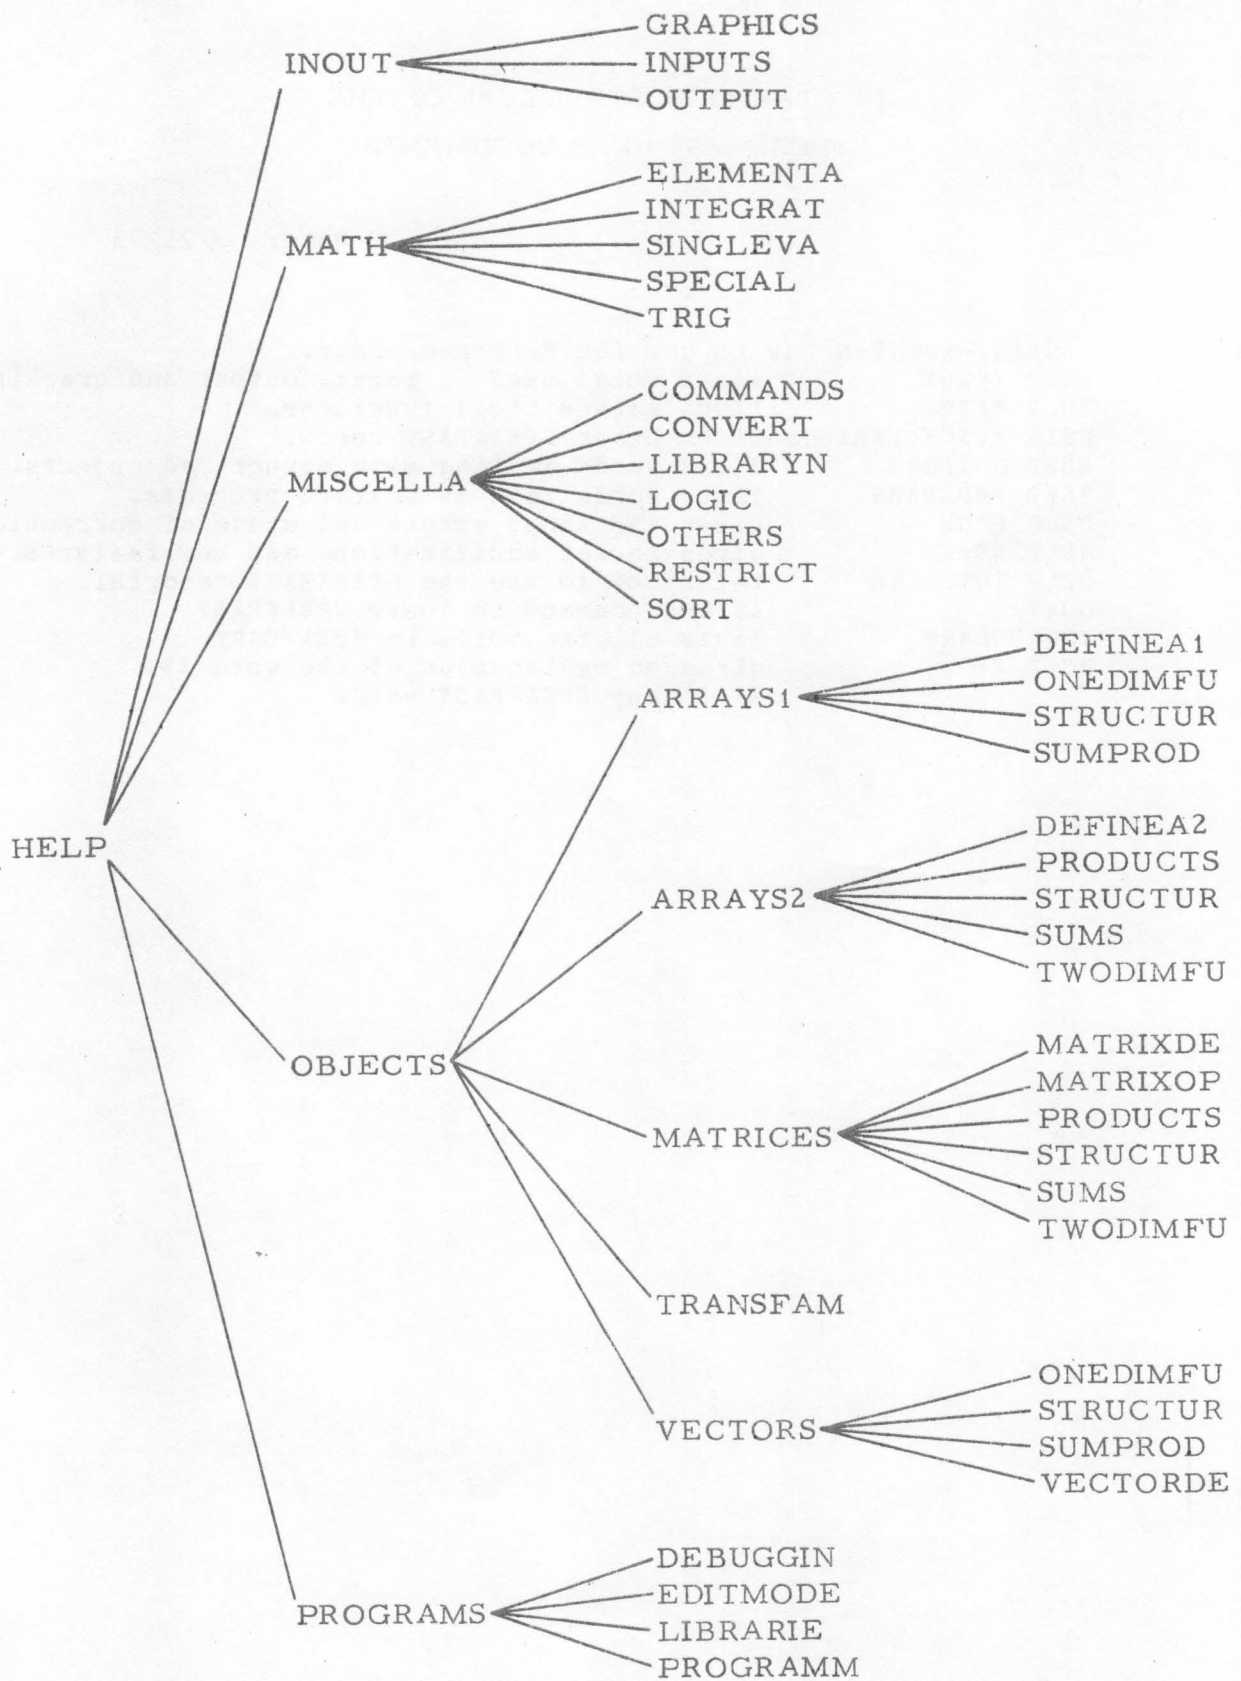 GRAPHICS
INOUT
INPUTS
OUTPUT
ELEMENTA
INTEGRAT
MATH
SINGLEVA
SPECIAL
TRIG
COMMANDS
CONVERT
LIBRARYN
MISCELLA
LOGIC
OTHERS
RESTRICT
SORT
ARRAYS1
DEFINEA1
ONEDIMFU
STRUCTUR
SUMPROD
HELP
ARRAYS2
DEFINEA2
PRODUCTS
STRUCTUR
SUMS
TWODIMFU
OBJECTS
MATRICES
MATRIXDE
MATRIXOP
PRODUCTS
STRUCTUR
SUMS
TWODIMFU
TRANSFAM
VECTORS
ONEDIMFU
STRUCTUR
SUMPROD
VECTORDE
PROGRAMS
DEBUGGIN
EDITMODE
LIBRARIE
PROGRAMM